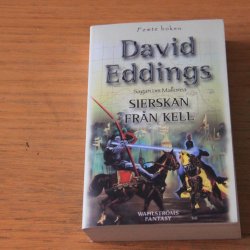 Femte boken
David
Eddings
Sagan om Mallorea
SIERSKAN
FRÅN KELL
WAHLSTRÖMS
FANTASY